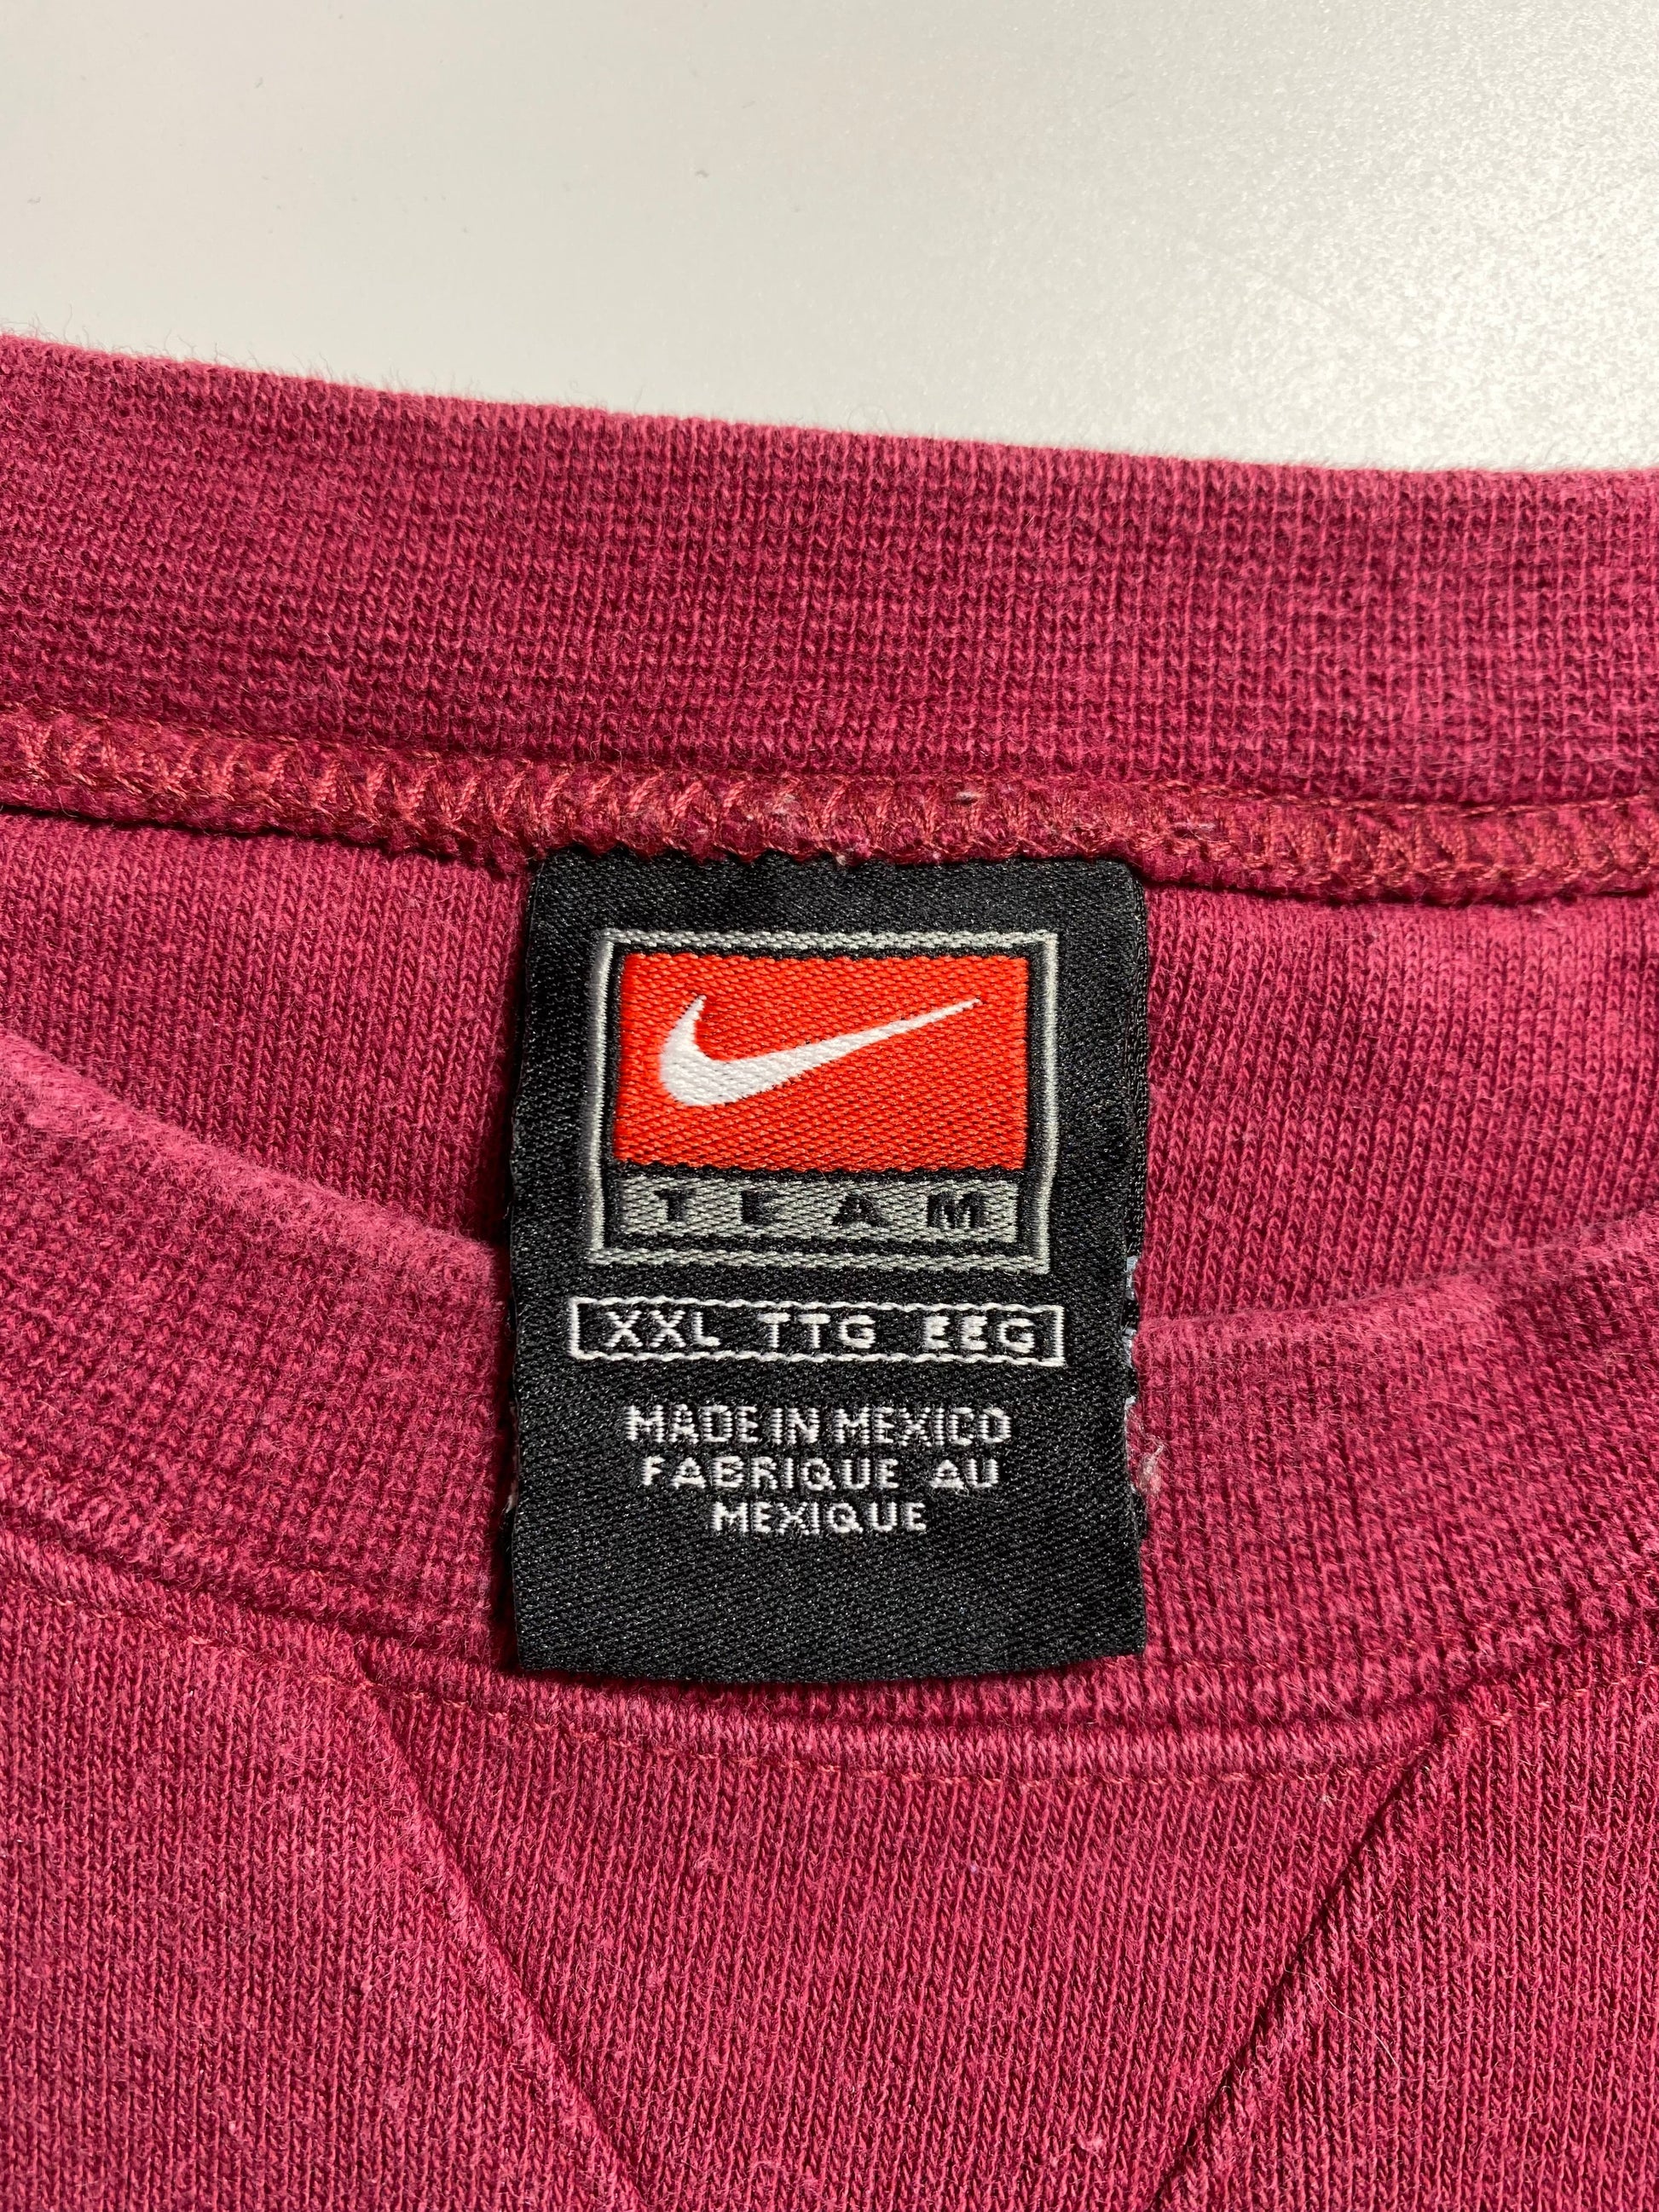 TEAM
XXL TTG EEG
MADE IN MEXICO
FABRIQUE AU
MEXIQUE